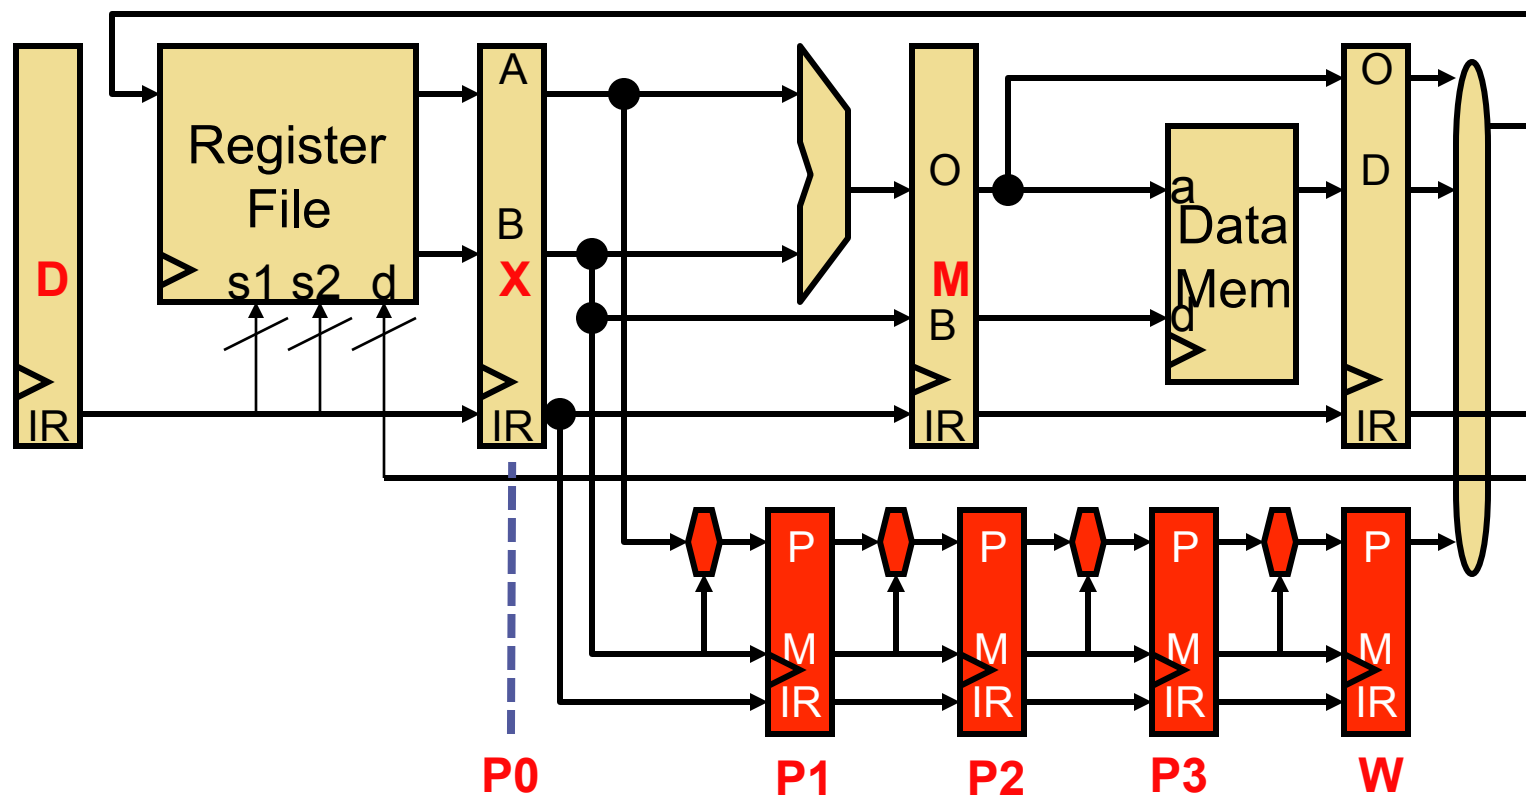 A
O
Register
File
O
a
D
B
Data
D
s1 s2 d
X
M
Mem
B
d
IR
IR
IR
IR
P
P
P
P
M
M
M
M
IR
IR
IR
IR
P0
P1
P2
P3
W